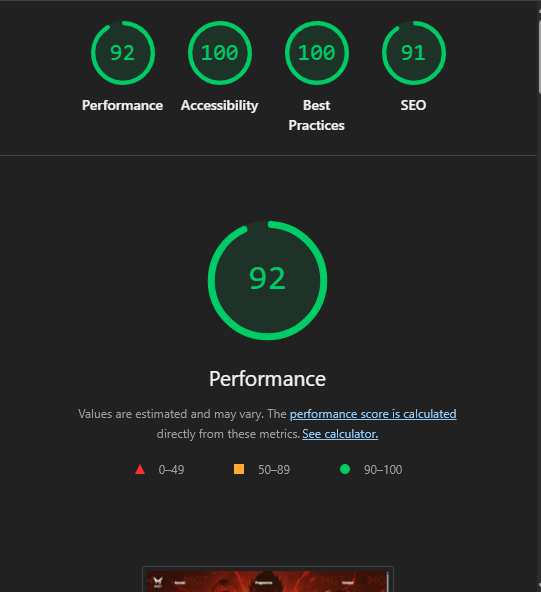 92 100 100 91
Performance Accessibility Best Practices SEO
92
Performance
Values are estimated and may vary. The performance score is calculated
directly from these metrics. See calculator.
0–49 50–89 90–100